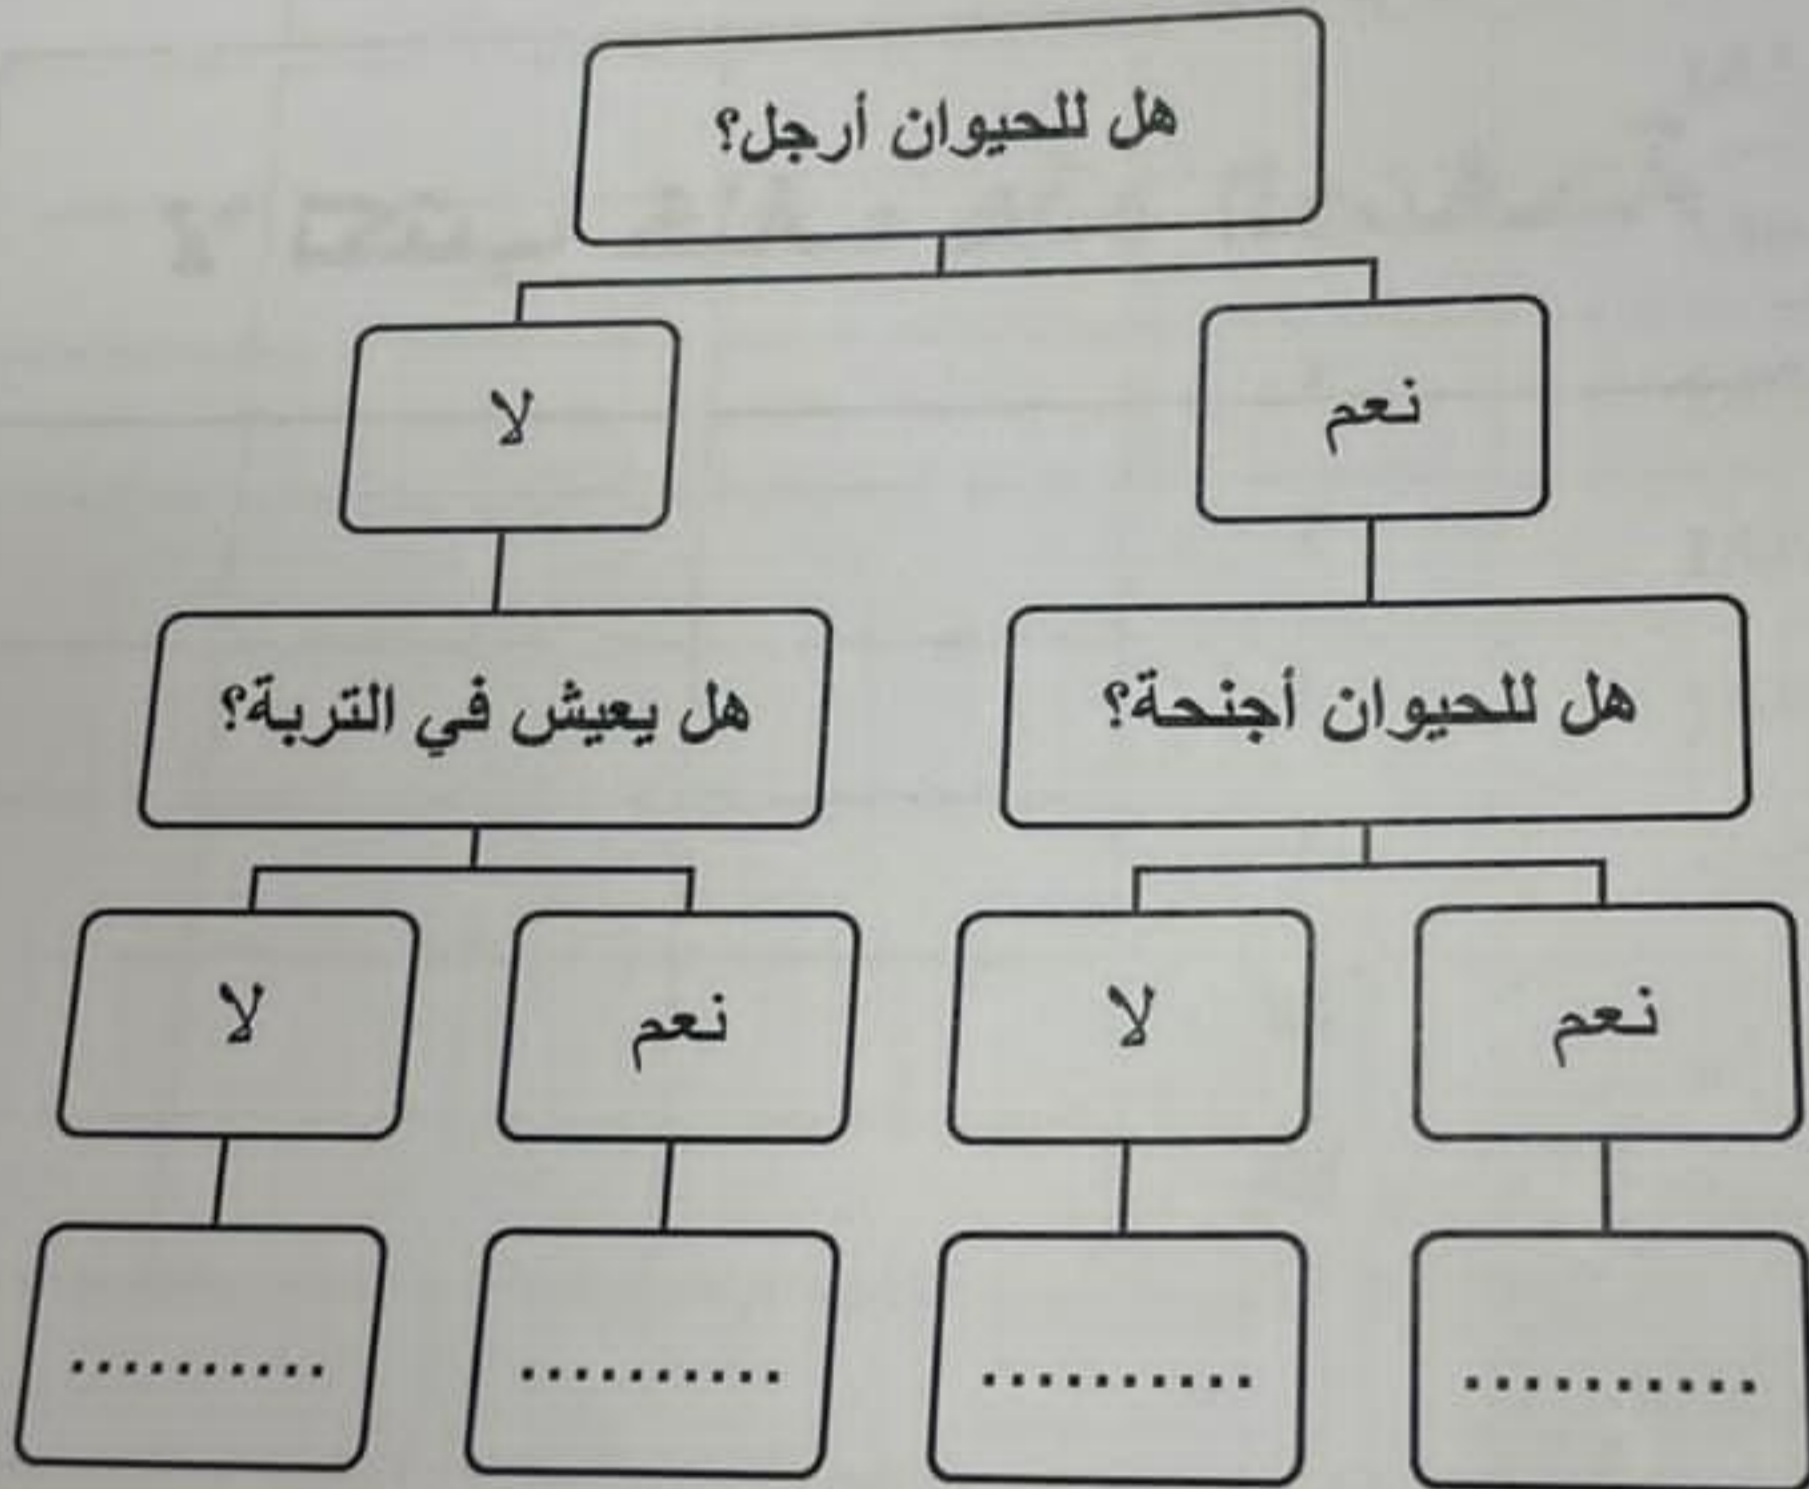 هل للحيوان أرجل؟
نعم
لا
هل للحيوان أجنحة؟
هل يعيش في التربة؟
نعم
لا
نعم
لا
..........
..........
..........
..........